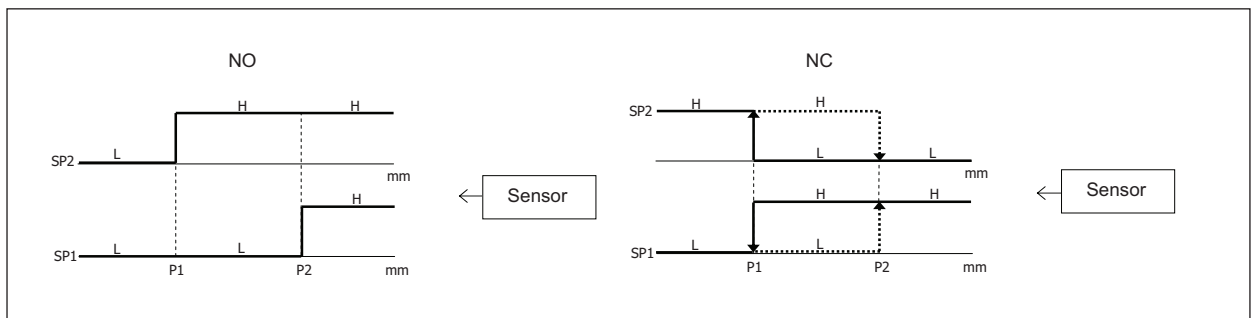 NO
H H
SP2 L
mm
H
SP1 L L
P1 P2 mm
Sensor
NC
SP2 H H
L L
mm
H H
SP1 L L
P1 P2 mm
Sensor